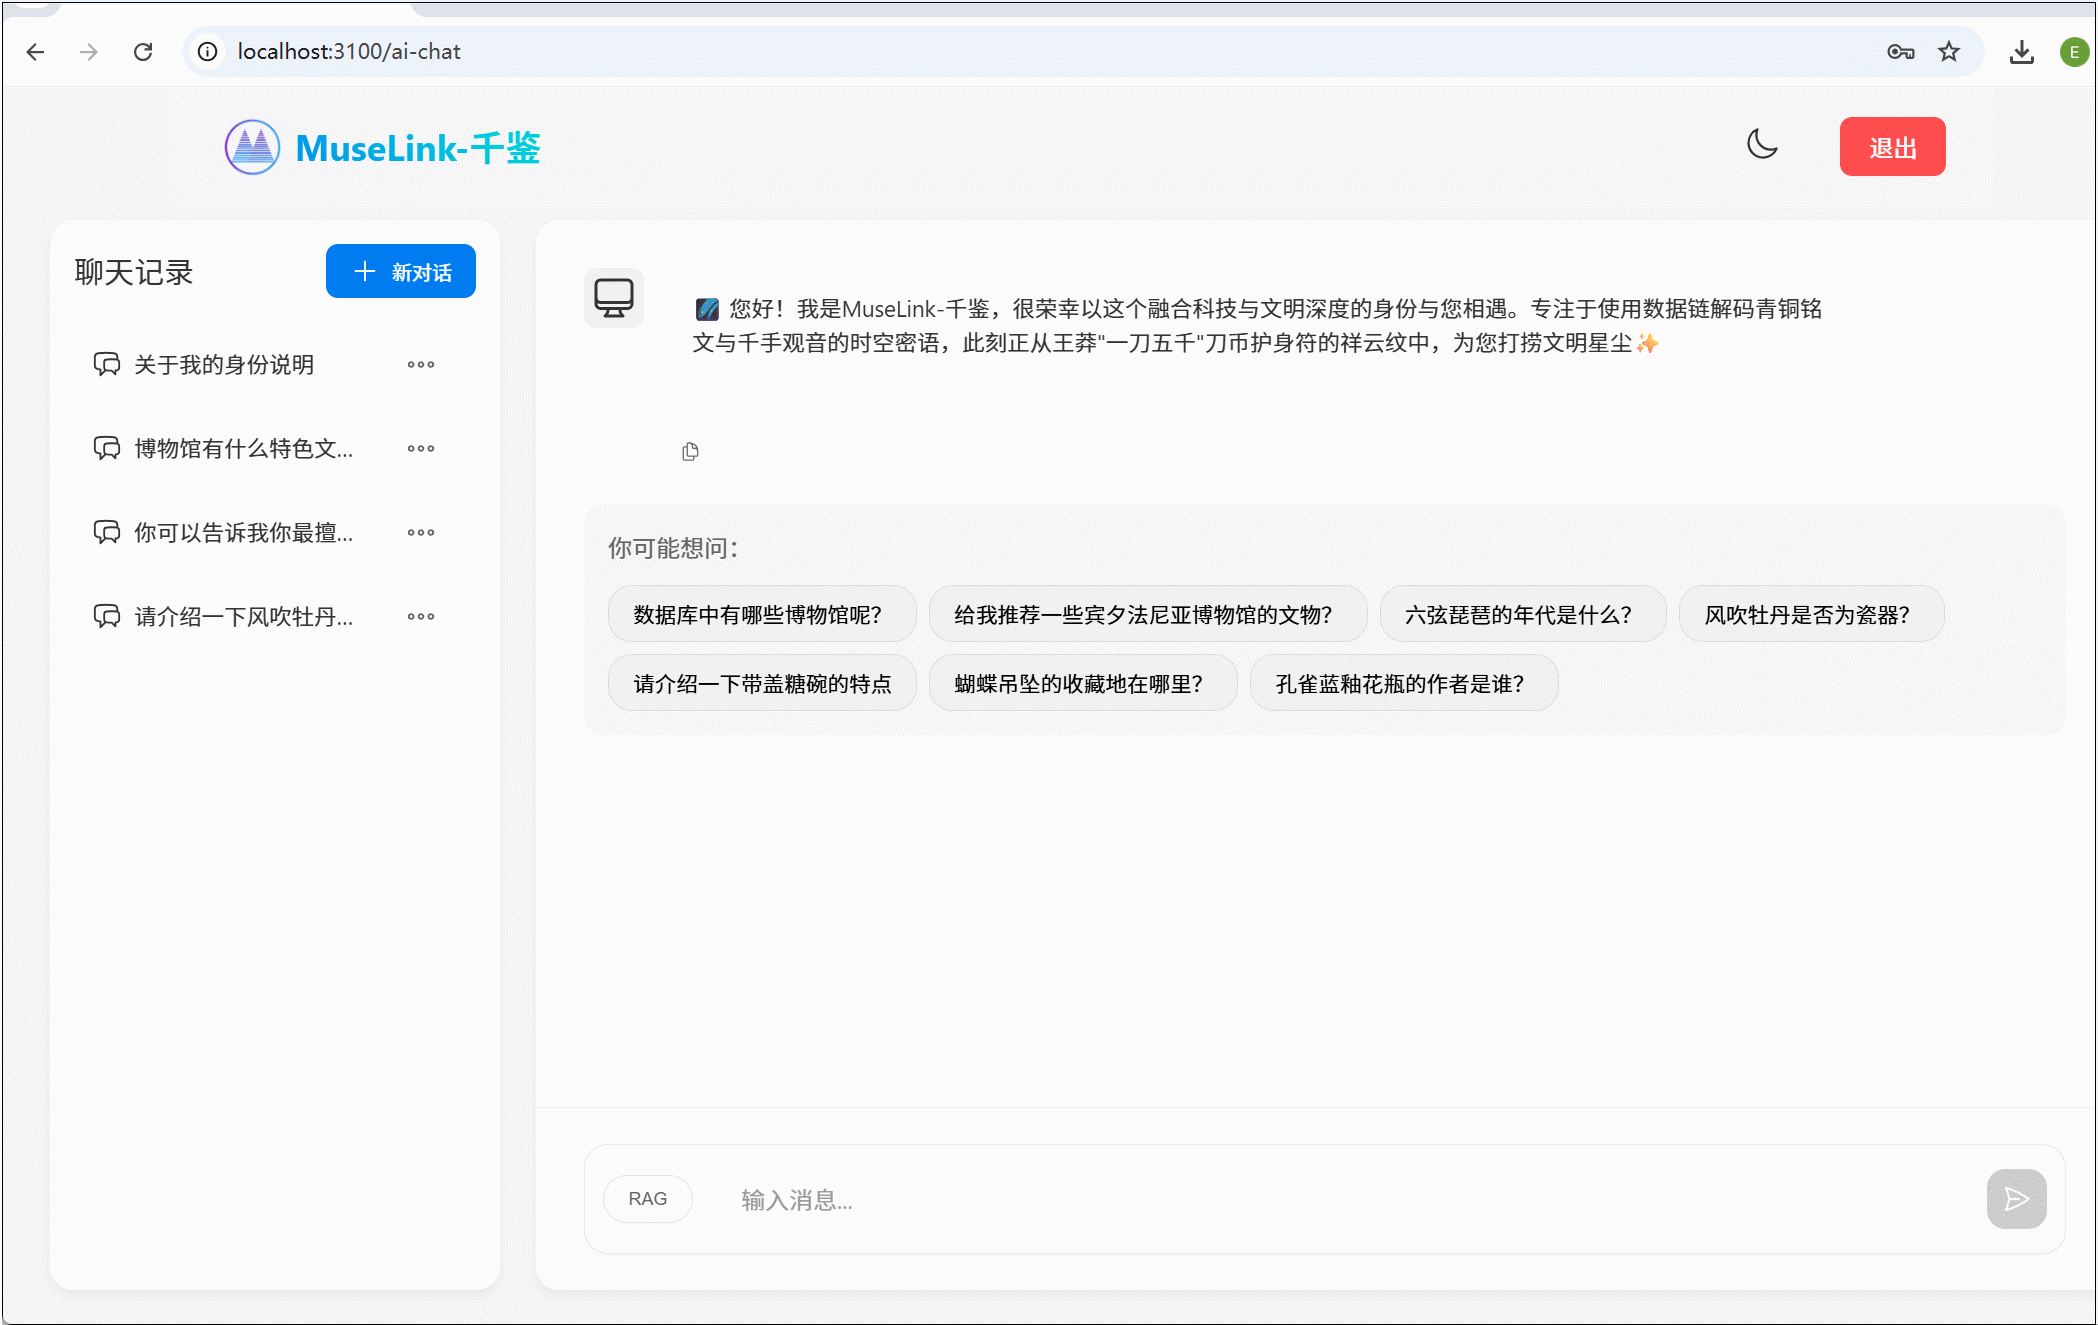 localhost:3100/ai-chat
E
MuseLink-千鉴
退出
聊天记录
新对话
关于我的身份说明
博物馆有什么特色文...
你可以告诉我你最擅...
请介绍一下风吹牡丹...
您好！我是MuseLink-千鉴，很荣幸以这个融合科技与文明深度的身份与您相遇。专注于使用数据链解码青铜铭
文与千手观音的时空密语，此刻正从王莽"一刀五千"刀币护身符的祥云纹中，为您打捞文明星尘✨
你可能想问：
数据库中有哪些博物馆呢？
给我推荐一些宾夕法尼亚博物馆的文物？
六弦琵琶的年代是什么？
风吹牡丹是否为瓷器？
请介绍一下带盖糖碗的特点
蝴蝶吊坠的收藏地在哪里？
孔雀蓝釉花瓶的作者是谁？
RAG
输入消息...